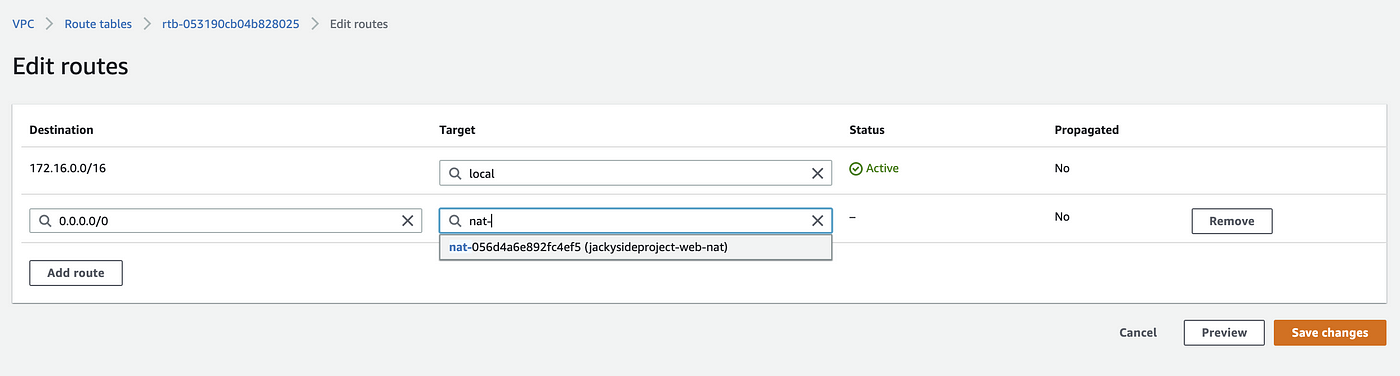 VPC > Route tables > rtb-053190cb04b828025 > Edit routes
Edit routes
Destination Target Status Propagated
172.16.0.0/16 local Active No
0.0.0.0/0 nat- – No Remove
nat-056d4a6e892fc4ef5 (jackysideproject-web-nat)
Add route
Cancel Preview Save changes